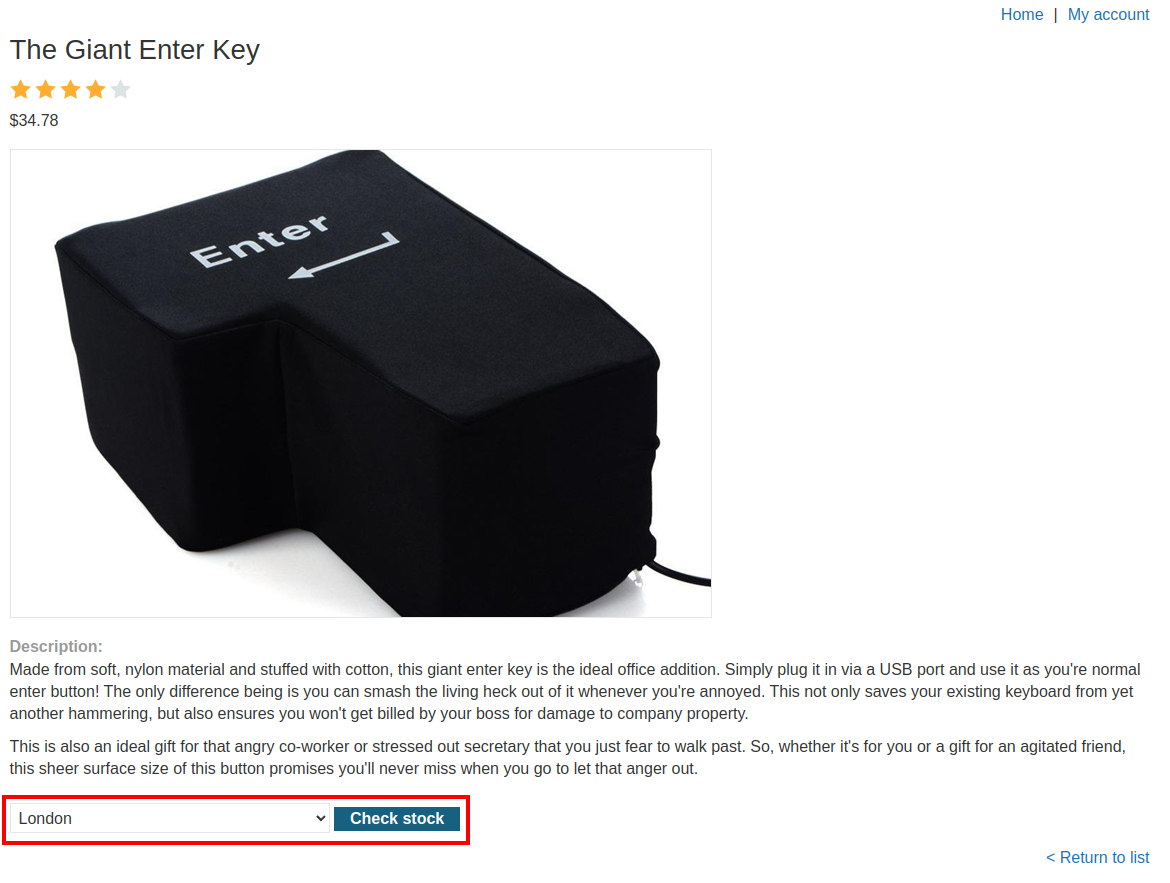 Home | My account
The Giant Enter Key
$34.78
Enter
Description:
Made from soft, nylon material and stuffed with cotton, this giant enter key is the ideal office addition. Simply plug it in via a USB port and use it as you're normal
enter button! The only difference being is you can smash the living heck out of it whenever you're annoyed. This not only saves your existing keyboard from yet
another hammering, but also ensures you won't get billed by your boss for damage to company property.
This is also an ideal gift for that angry co-worker or stressed out secretary that you just fear to walk past. So, whether it's for you or a gift for an agitated friend,
this sheer surface size of this button promises you'll never miss when you go to let that anger out.
London Check stock
< Return to list